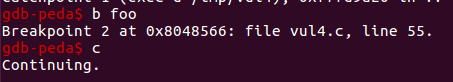 gdb-peda$ b foo
Breakpoint 2 at 0x8048566: file vul4.c, line 55.
gdb-peda$ c
Continuing.